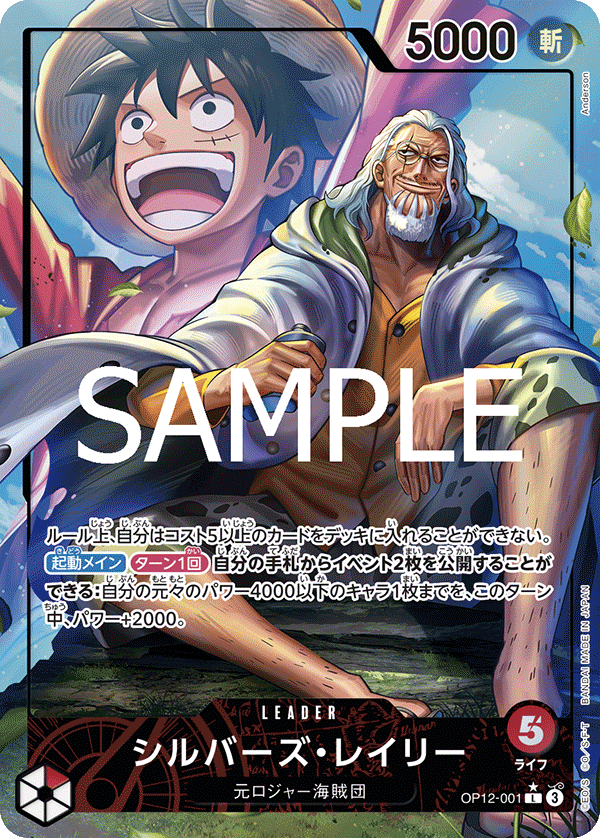 5000 斬
Anderson
SAMPLE
ルール上、自分はコスト5以上のカードをデッキに入れることができない。
起動メイン ターン1回 自分の手札からイベント2枚を公開することが
できる:自分の元々のパワー4000以下のキャラ1枚までを、このターン
中、パワー+2000。
LEADER
シルバーズ・レイリー
元ロジャー海賊団
5
ライフ
OP12-001 L 3
©E.O/S ©O/S・F・T BANDAI MADE IN JAPAN